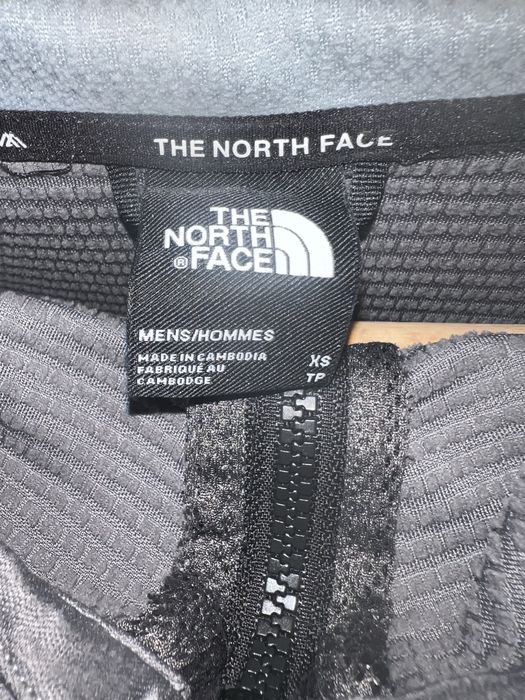 THE NORTH FACE
THE
NORTH
® FACE
MENS/HOMMES
MADE IN CAMBODIA XS
FABRIQUÉ AU TP
CAMBODGE